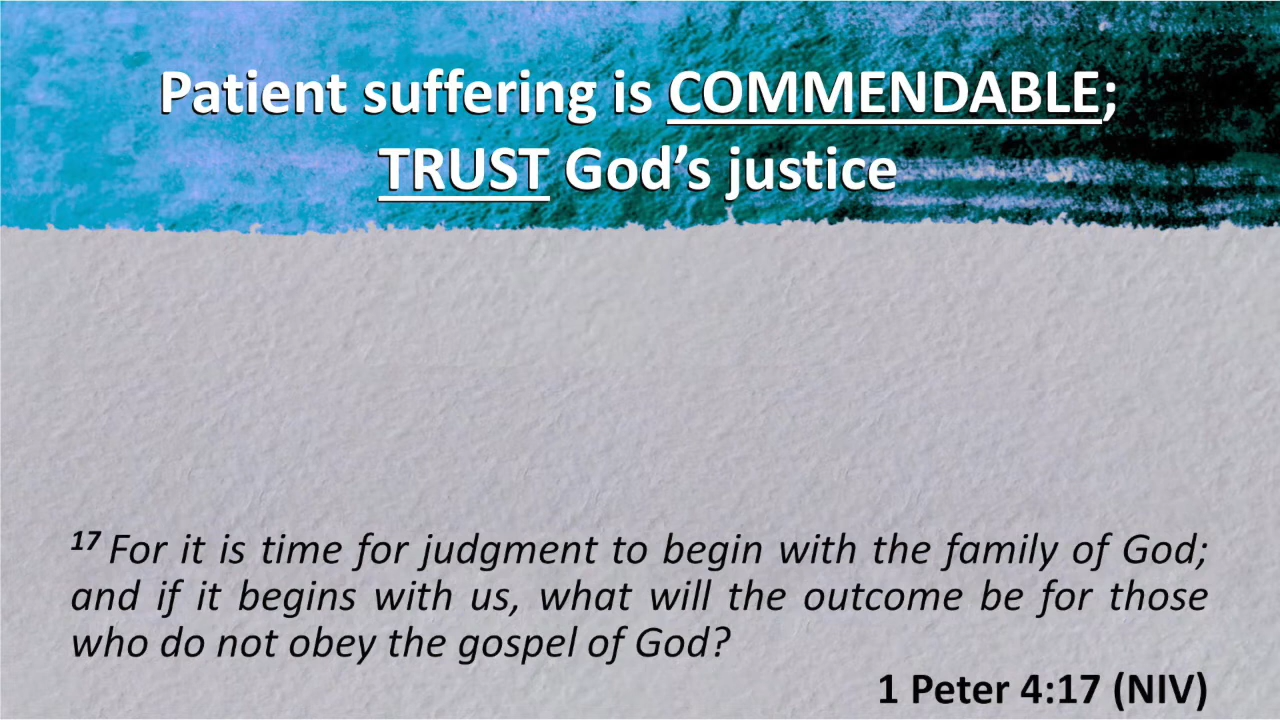 Patient suffering is COMMENDABLE;
TRUST God’s justice
17 For it is time for judgment to begin with the family of God;
and if it begins with us, what will the outcome be for those
who do not obey the gospel of God?
1 Peter 4:17 (NIV)